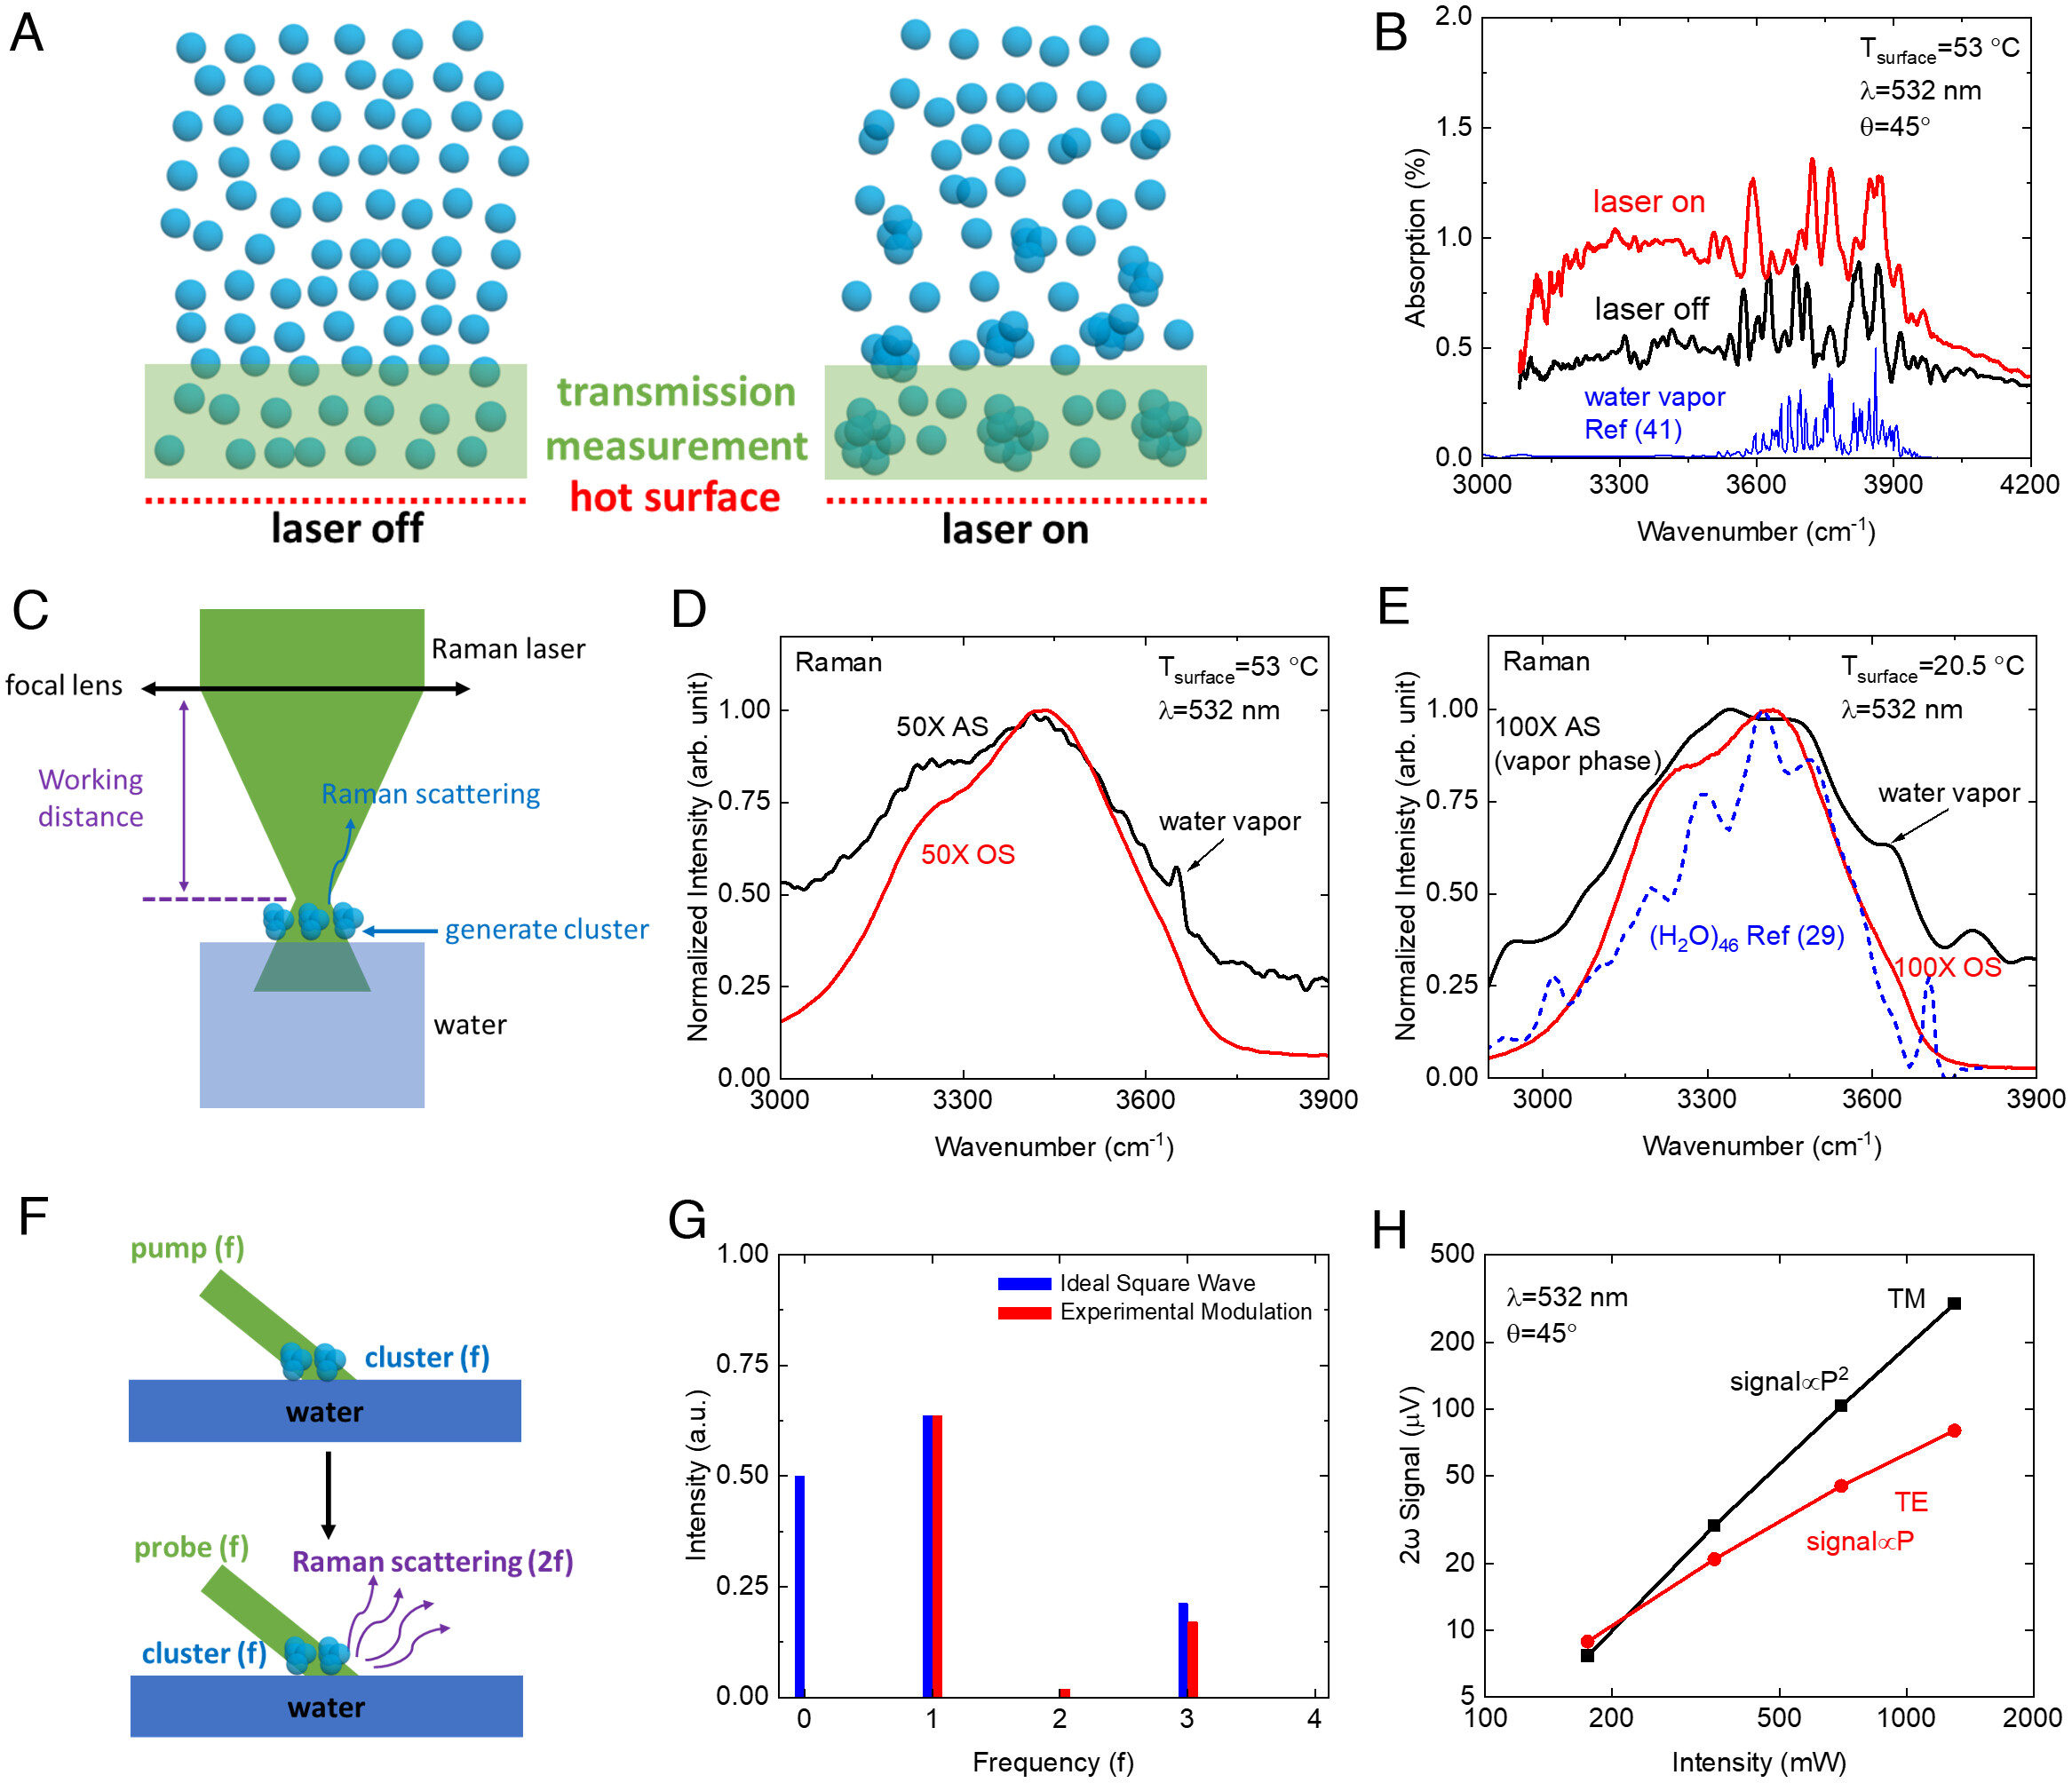 A
transmission
measurement
hot surface
laser off
laser on
B
2.0
1.5
1.0
0.5
0.0
Absorption (%)
T_surface=53 °C
λ=532 nm
θ=45°
laser on
laser off
water vapor
Ref (41)
3000 3300 3600 3900 4200
Wavenumber (cm⁻¹)
C
Raman laser
focal lens
Working
distance
Raman scattering
generate cluster
water
D
Raman
T_surface=53 °C
λ=532 nm
50X AS
50X OS
water vapor
1.00
0.75
0.50
0.25
0.00
Normalized Intensity (arb. unit)
3000 3300 3600 3900
Wavenumber (cm⁻¹)
E
Raman
T_surface=20.5 °C
λ=532 nm
100X AS
(vapor phase)
water vapor
(H₂O)₄₆ Ref (29)
100X OS
1.00
0.75
0.50
0.25
0.00
Normalized Intenisty (arb. unit)
3000 3300 3600 3900
Wavenumber (cm⁻¹)
F
pump (f)
cluster (f)
water
probe (f)
Raman scattering (2f)
cluster (f)
water
G
1.00
0.75
0.50
0.25
0.00
Intensity (a.u.)
Ideal Square Wave
Experimental Modulation
0 1 2 3 4
Frequency (f)
H
500
200
100
50
20
10
5
2ω Signal (μV)
λ=532 nm
θ=45°
TM
signal∝P²
TE
signal∝P
100 200 500 1000 2000
Intensity (mW)